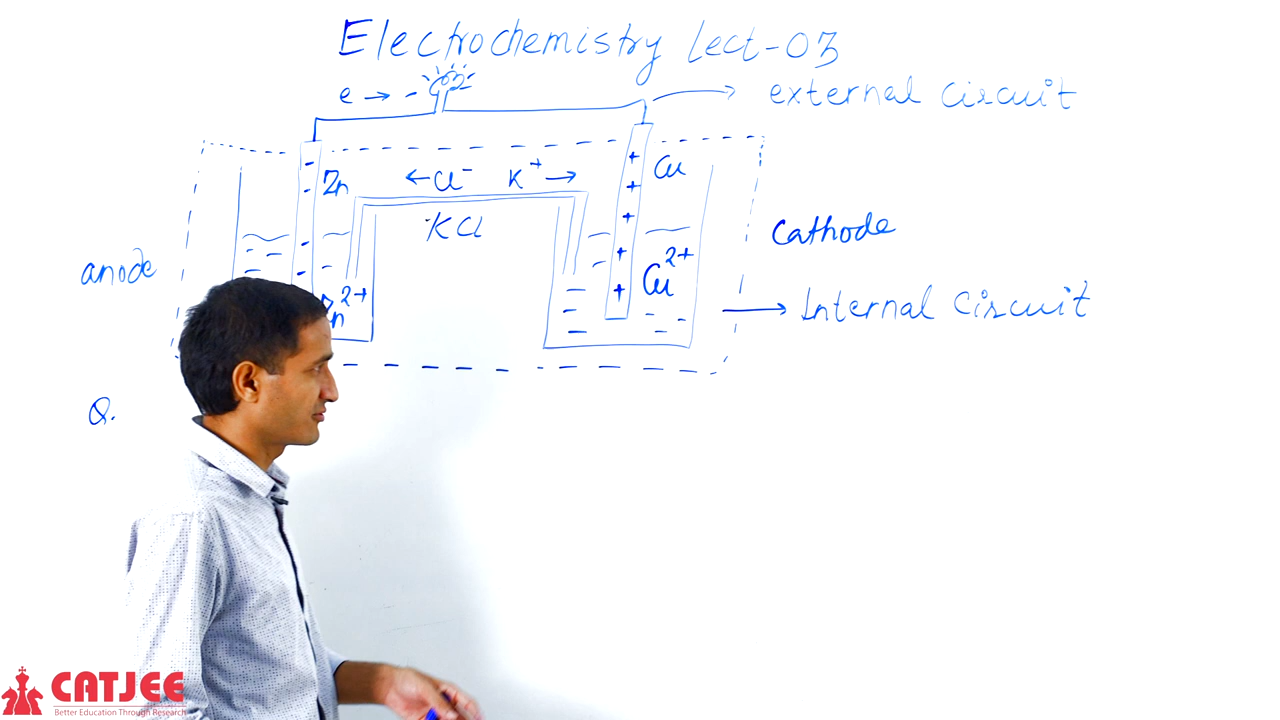 Electrochemistry Lect-03
e → -
external circuit
- Zn ← Cl⁻ K⁺ → + Cu
-
+
KCl
+
Cathode
anode
-
+
Cu²⁺
+
n²⁺
Internal Circuit
Q.
CATJEE
Better Education Through Research